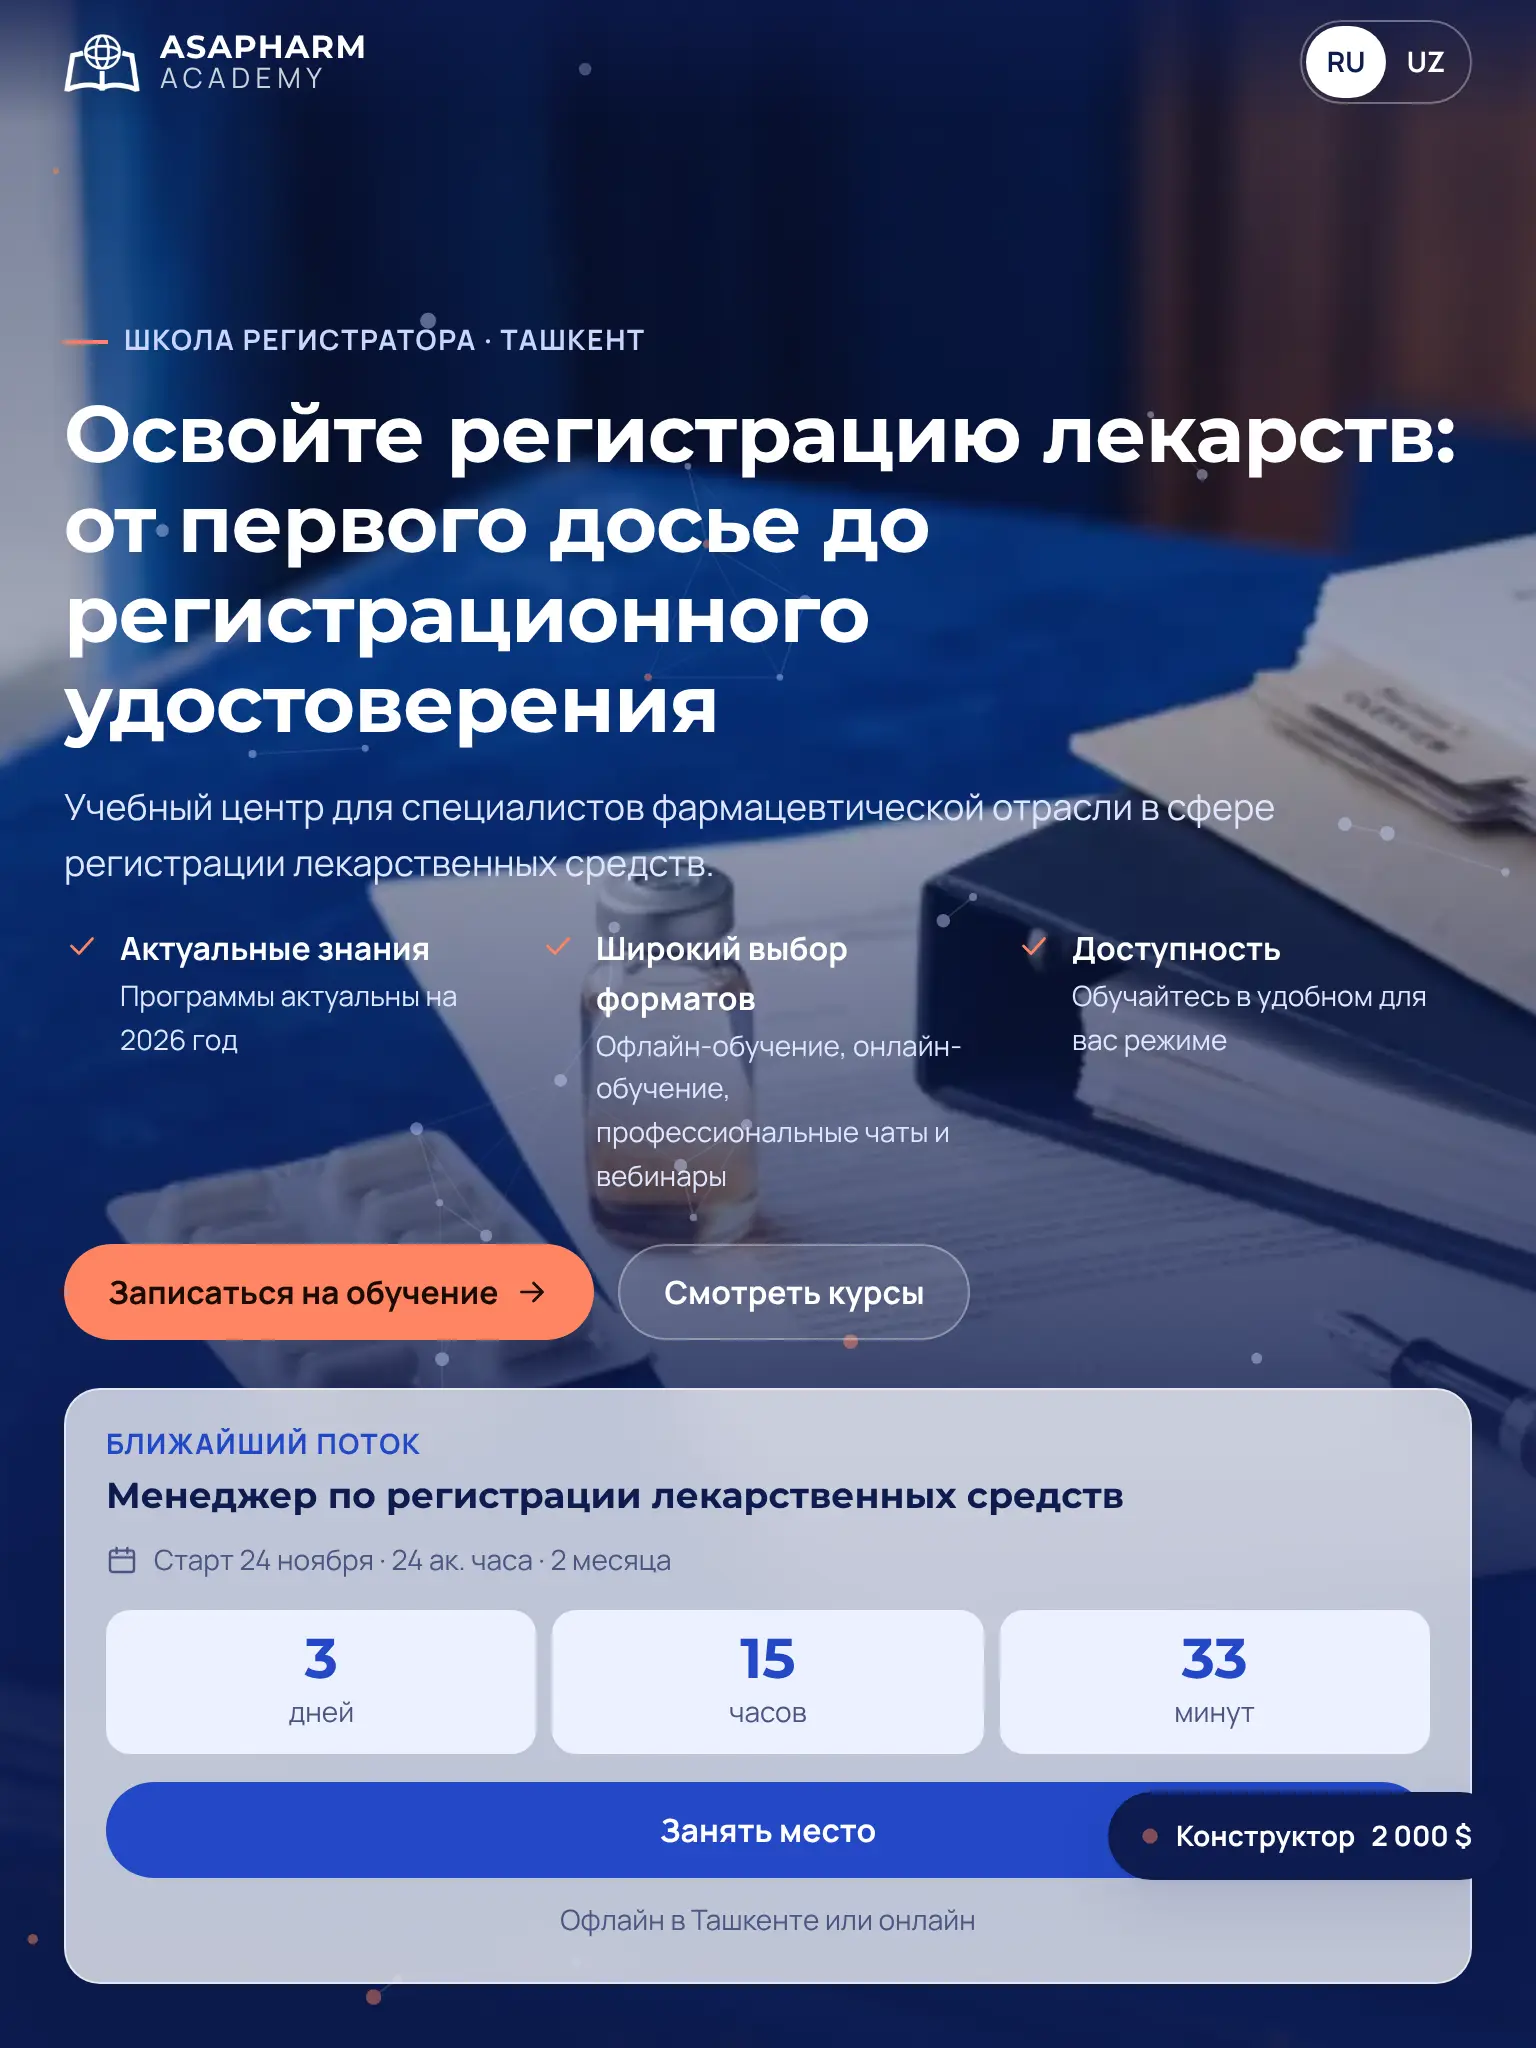 ASAPHARM
ACADEMY
RU UZ
ШКОЛА РЕГИСТРАТОРА · ТАШКЕНТ
Освойте регистрацию лекарств:
от первого досье до
регистрационного
удостоверения
Учебный центр для специалистов фармацевтической отрасли в сфере
регистрации лекарственных средств.
Актуальные знания
Программы актуальны на
2026 год
Широкий выбор
форматов
Офлайн-обучение, онлайн-
обучение,
профессиональные чаты и
вебинары
Доступность
Обучайтесь в удобном для
вас режиме
Записаться на обучение →
Смотреть курсы
БЛИЖАЙШИЙ ПОТОК
Менеджер по регистрации лекарственных средств
Старт 24 ноября · 24 ак. часа · 2 месяца
3
дней
15
часов
33
минут
Занять место
Конструктор 2 000 $
Офлайн в Ташкенте или онлайн